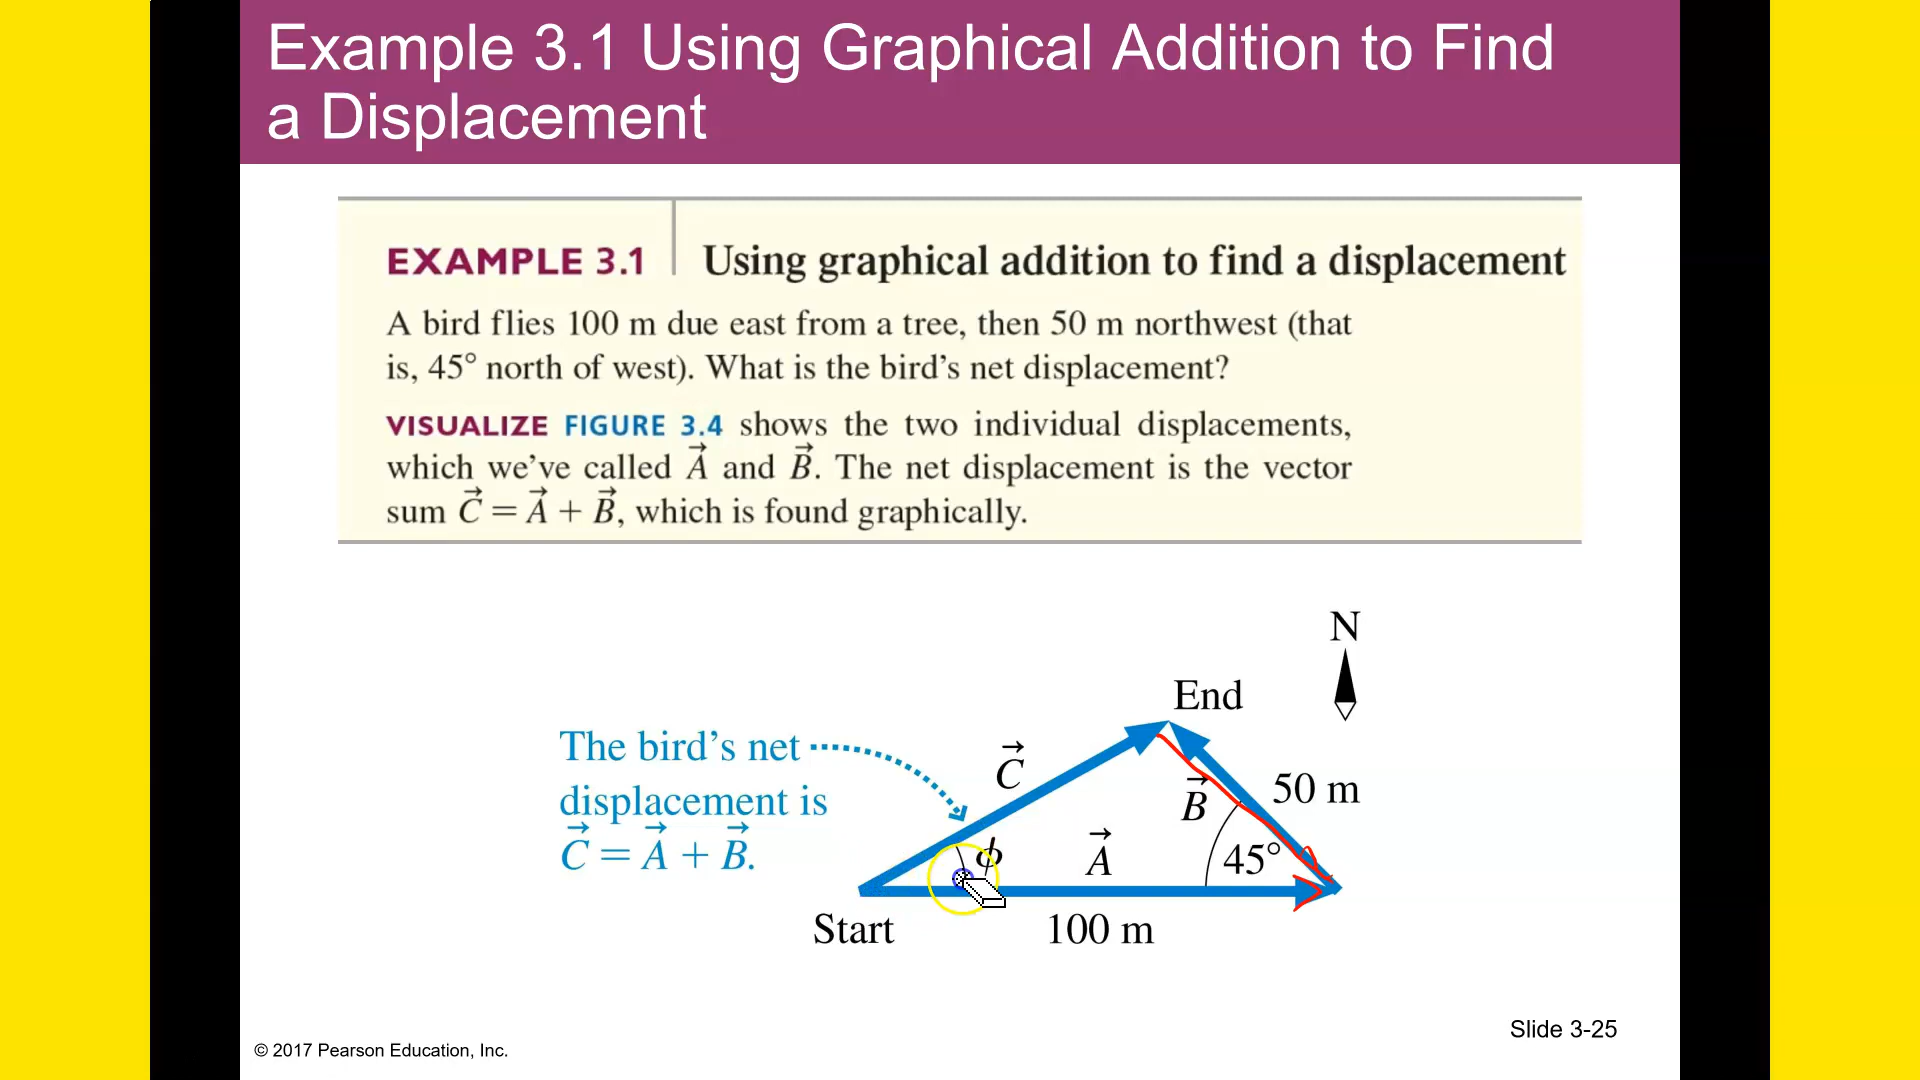 Example 3.1 Using Graphical Addition to Find
a Displacement
EXAMPLE 3.1 Using graphical addition to find a displacement
A bird flies 100 m due east from a tree, then 50 m northwest (that
is, 45° north of west). What is the bird’s net displacement?
VISUALIZE FIGURE 3.4 shows the two individual displacements,
which we’ve called A⃗ and B⃗. The net displacement is the vector
sum C⃗ = A⃗ + B⃗, which is found graphically.
N
End
The bird’s net
displacement is
C⃗ = A⃗ + B⃗.
C⃗
B⃗
50 m
ϕ
A⃗
45°
Start
100 m
Slide 3-25
© 2017 Pearson Education, Inc.